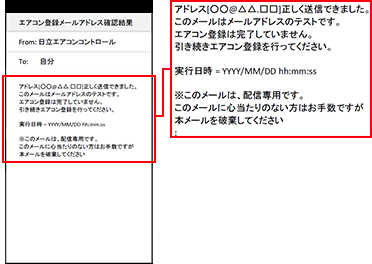 エアコン登録メールアドレス確認結果
From: 日立エアコンコントロール
To: 自分
アドレス[〇〇@△△.□□]正しく送信できました。
このメールはメールアドレスのテストです。
エアコン登録は完了していません。
引き続きエアコン登録を行ってください。
実行日時 = YYYY/MM/DD hh:mm:ss
※このメールは、配信専用です。
このメールに心当たりのない方はお手数ですが
本メールを破棄してください
アドレス[〇〇@△△.□□]正しく送信できました。
このメールはメールアドレスのテストです。
エアコン登録は完了していません。
引き続きエアコン登録を行ってください。
実行日時 = YYYY/MM/DD hh:mm:ss
※このメールは、配信専用です。
このメールに心当たりのない方はお手数ですが
本メールを破棄してください
: